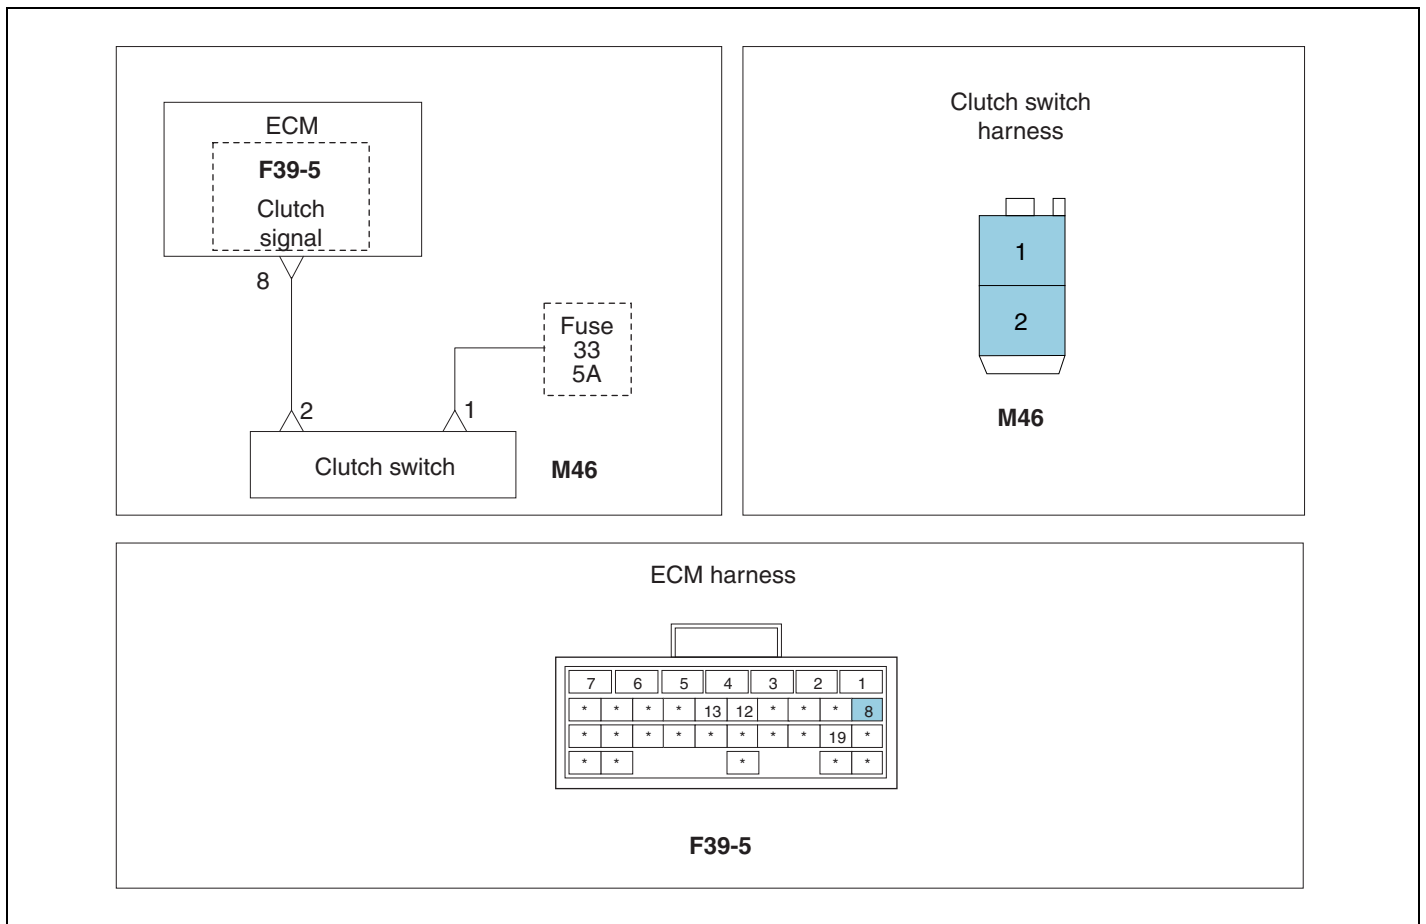 ECM
F39-5
Clutch
signal
8
Fuse
33
5A
2
1
Clutch switch
M46
Clutch switch
harness
1
2
M46
ECM harness
7 6 5 4 3 2 1
* * * * 13 12 * * * 8
* * * * * * * * 19 *
* * * * *
F39-5